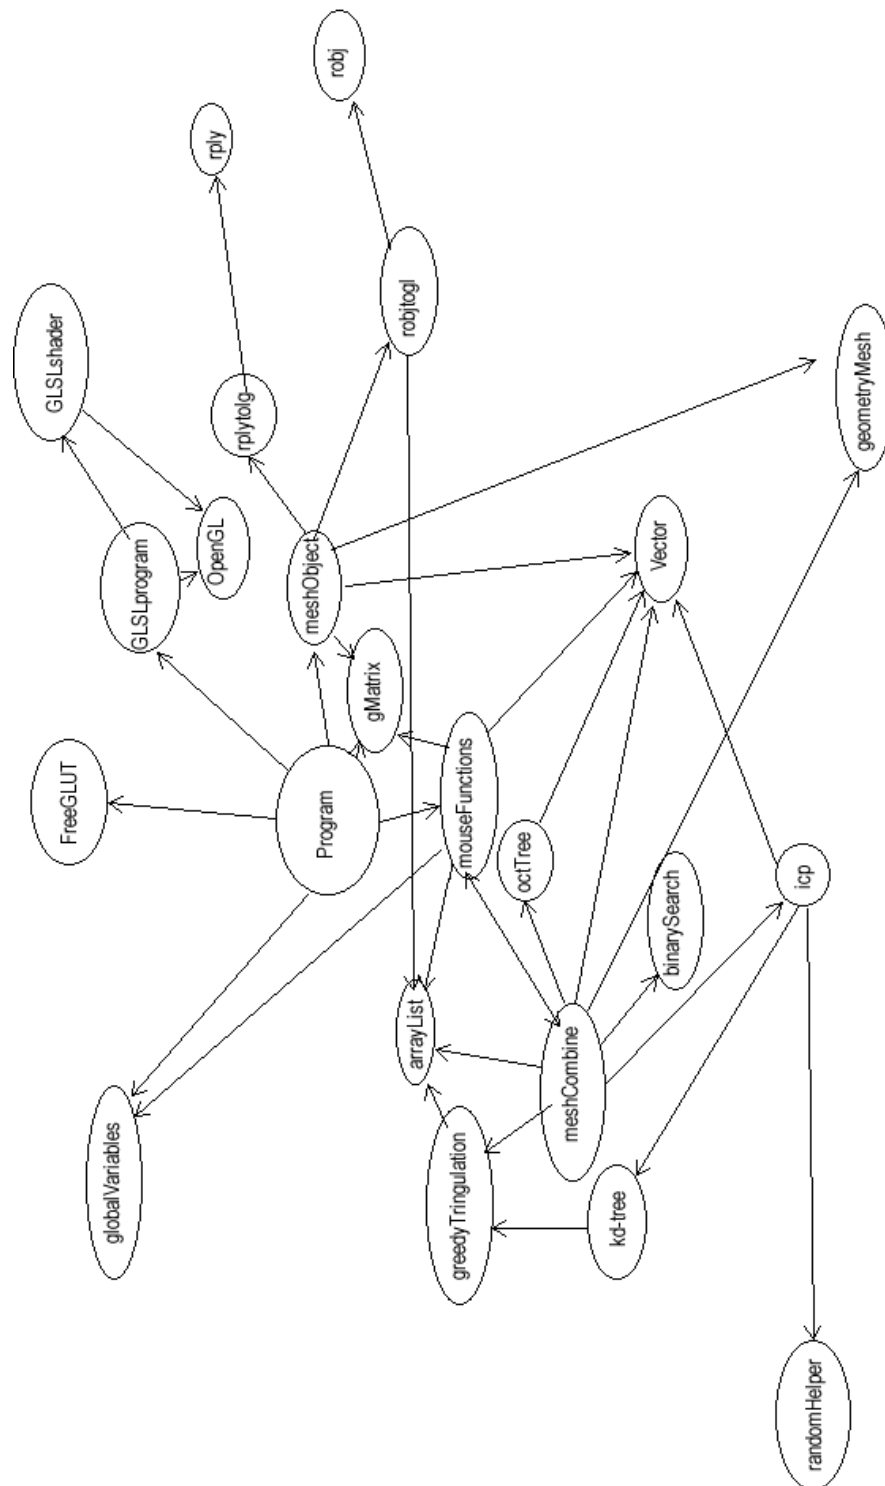 globalVariables
FreeGLUT
GLSLshader
GLSLprogram
OpenGL
rply
rplytolg
Program
meshObject
robj
gMatrix
arrayList
robjtogl
greedyTringulation
mouseFunctions
octTree
meshCombine
kd-tree
binarySearch
Vector
randomHelper
icp
geometryMesh